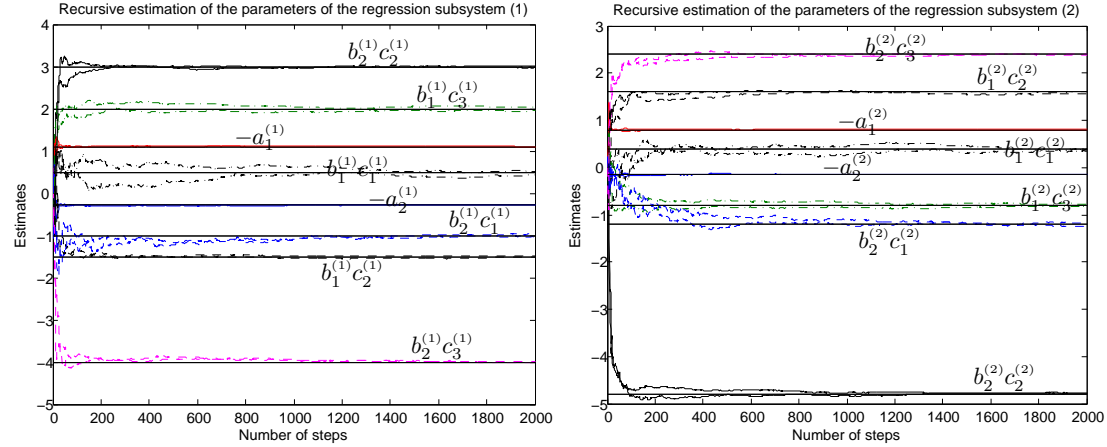 Recursive estimation of the parameters of the regression subsystem (1)
4
3
2
1
0
−1
−2
−3
−4
−5
Estimates
b_2^{(1)}c_2^{(1)}
b_1^{(1)}c_3^{(1)}
−a_1^{(1)}
b_1^{(1)}c_1^{(1)}
−a_2^{(1)}
b_2^{(1)}c_1^{(1)}
b_1^{(1)}c_2^{(1)}
b_2^{(1)}c_3^{(1)}
0 200 400 600 800 1000 1200 1400 1600 1800 2000
Number of steps
Recursive estimation of the parameters of the regression subsystem (2)
3
2
1
0
−1
−2
−3
−4
−5
Estimates
b_2^{(2)}c_3^{(2)}
b_1^{(2)}c_2^{(2)}
−a_1^{(2)}
b_1^{(2)}c_1^{(2)}
−a_2^{(2)}
b_1^{(2)}c_3^{(2)}
b_2^{(2)}c_1^{(2)}
b_2^{(2)}c_2^{(2)}
0 200 400 600 800 1000 1200 1400 1600 1800 2000
Number of steps